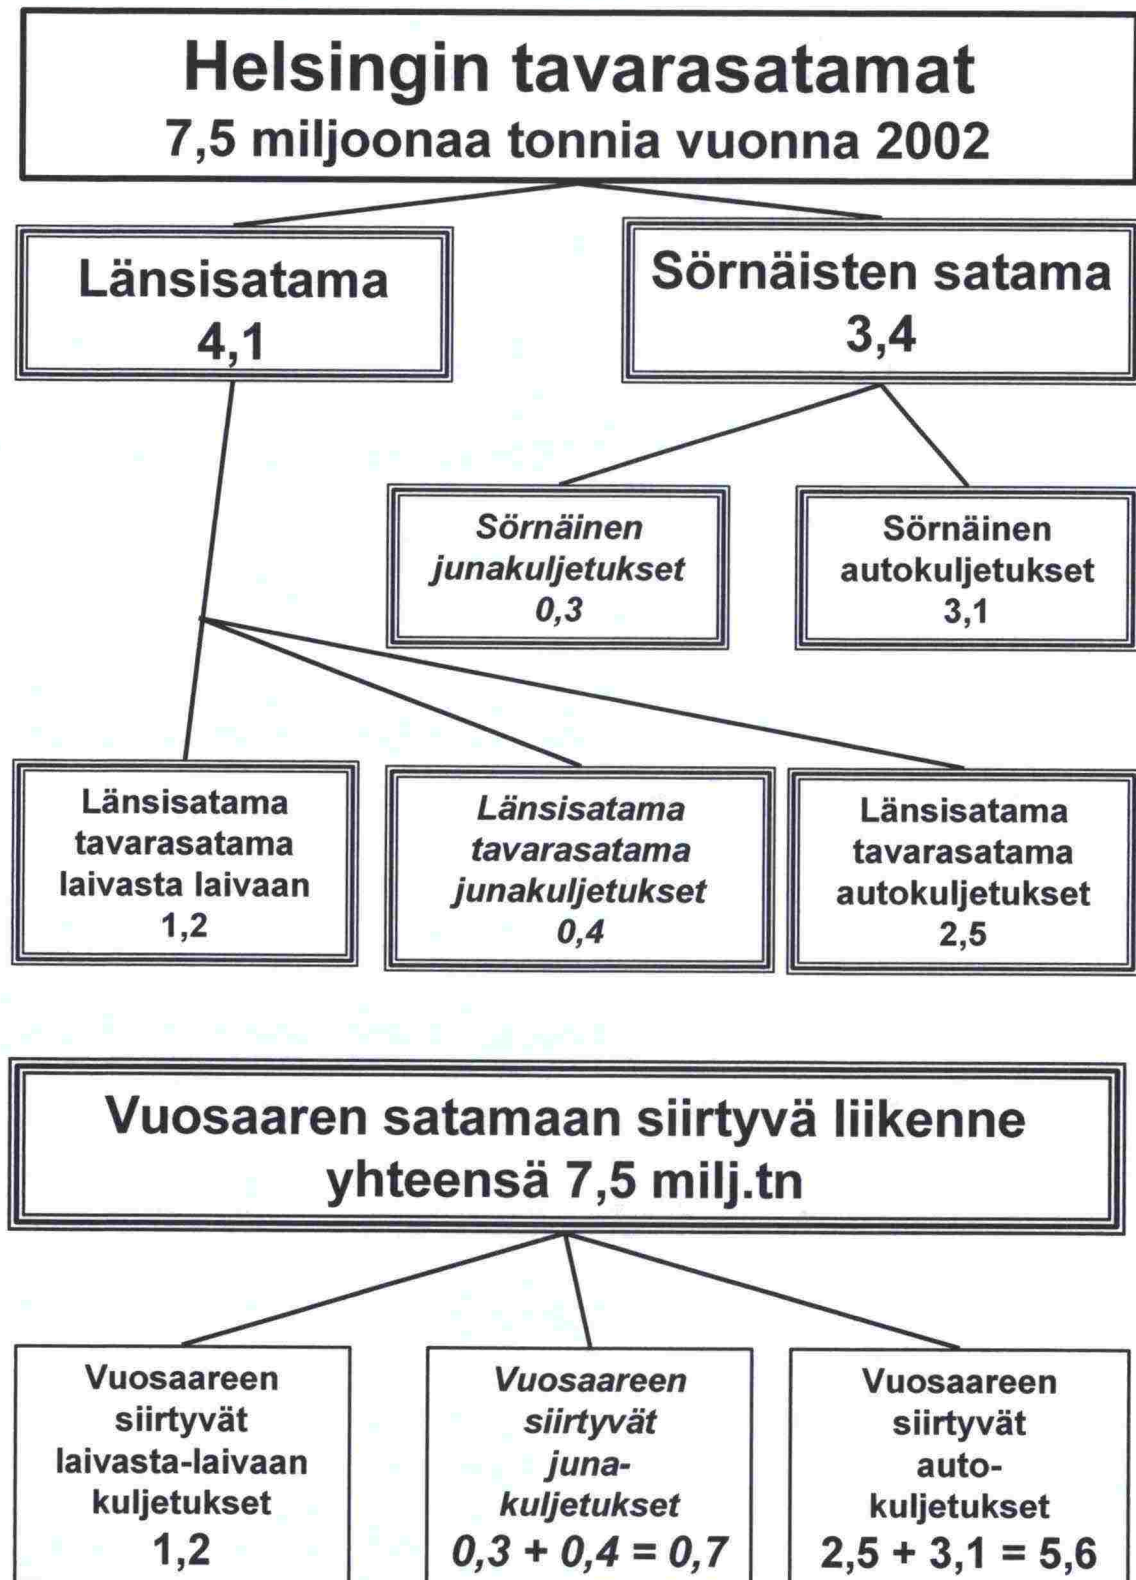 Helsingin tavarasatamat
7,5 miljoonaa tonnia vuonna 2002
Länsisatama
4,1
Sörnäisten satama
3,4
Sörnäinen
junakuljetukset
0,3
Sörnäinen
autokuljetukset
3,1
Länsisatama
tavarasatama
laivasta laivaan
1,2
Länsisatama
tavarasatama
junakuljetukset
0,4
Länsisatama
tavarasatama
autokuljetukset
2,5
Vuosaaren satamaan siirtyvä liikenne
yhteensä 7,5 milj.tn
Vuosaareen
siirtyvät
laivasta-laivaan
kuljetukset
1,2
Vuosaareen
siirtyvät
juna-
kuljetukset
0,3 + 0,4 = 0,7
Vuosaareen
siirtyvät
auto-
kuljetukset
2,5 + 3,1 = 5,6